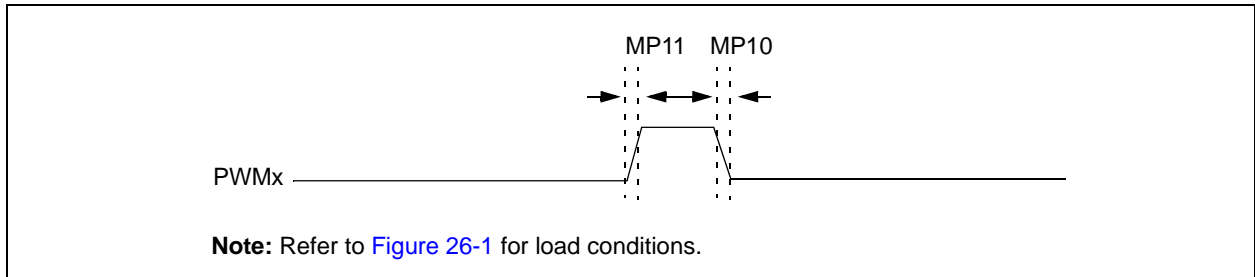 MP11 MP10
PWMx
Note: Refer to Figure 26-1 for load conditions.